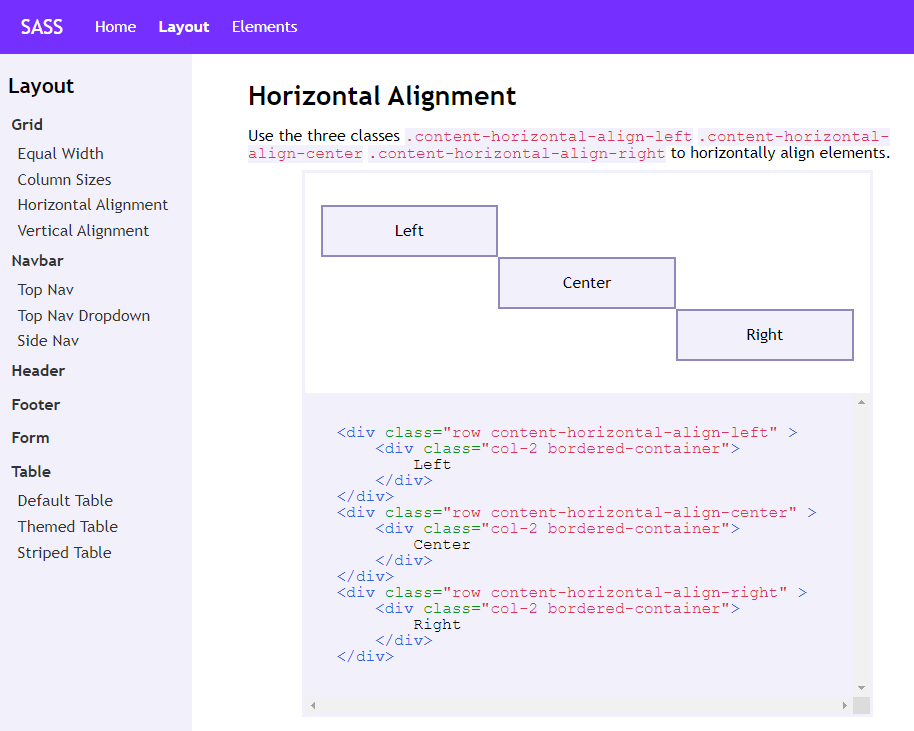 SASS Home Layout Elements
Layout
Grid
Equal Width
Column Sizes
Horizontal Alignment
Vertical Alignment
Navbar
Top Nav
Top Nav Dropdown
Side Nav
Header
Footer
Form
Table
Default Table
Themed Table
Striped Table
Horizontal Alignment
Use the three classes .content-horizontal-align-left .content-horizontal-
align-center .content-horizontal-align-right to horizontally align elements.
Left
Center
Right
<div class="row content-horizontal-align-left" >
    <div class="col-2 bordered-container">
        Left
    </div>
</div>
<div class="row content-horizontal-align-center" >
    <div class="col-2 bordered-container">
        Center
    </div>
</div>
<div class="row content-horizontal-align-right" >
    <div class="col-2 bordered-container">
        Right
    </div>
</div>